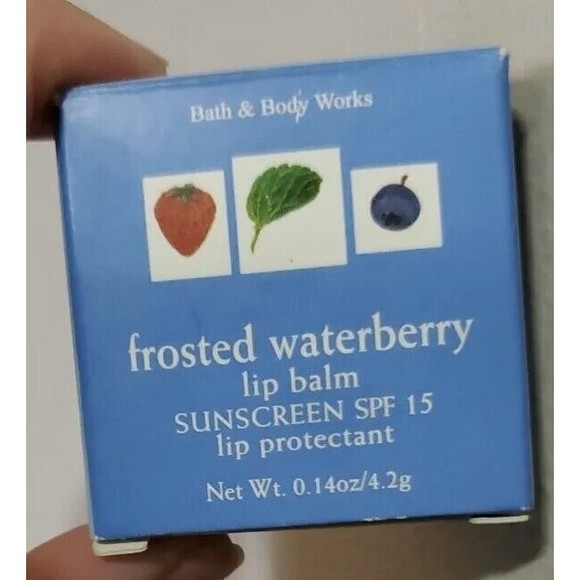 Bath & Body Works
frosted waterberry
lip balm
SUNSCREEN SPF 15
lip protectant
Net Wt. 0.14oz/4.2g